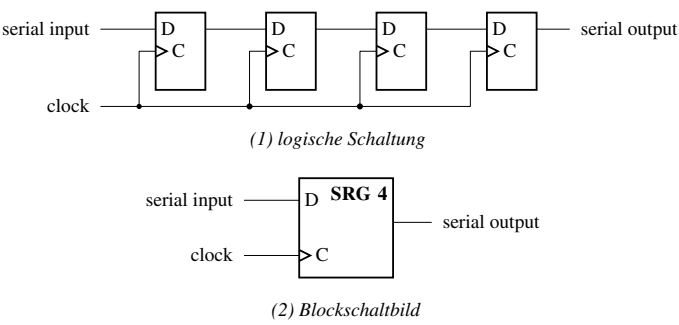 serial input D D D D serial output
C C C C
clock
(1) logische Schaltung
serial input D SRG 4
serial output
clock C
(2) Blockschaltbild